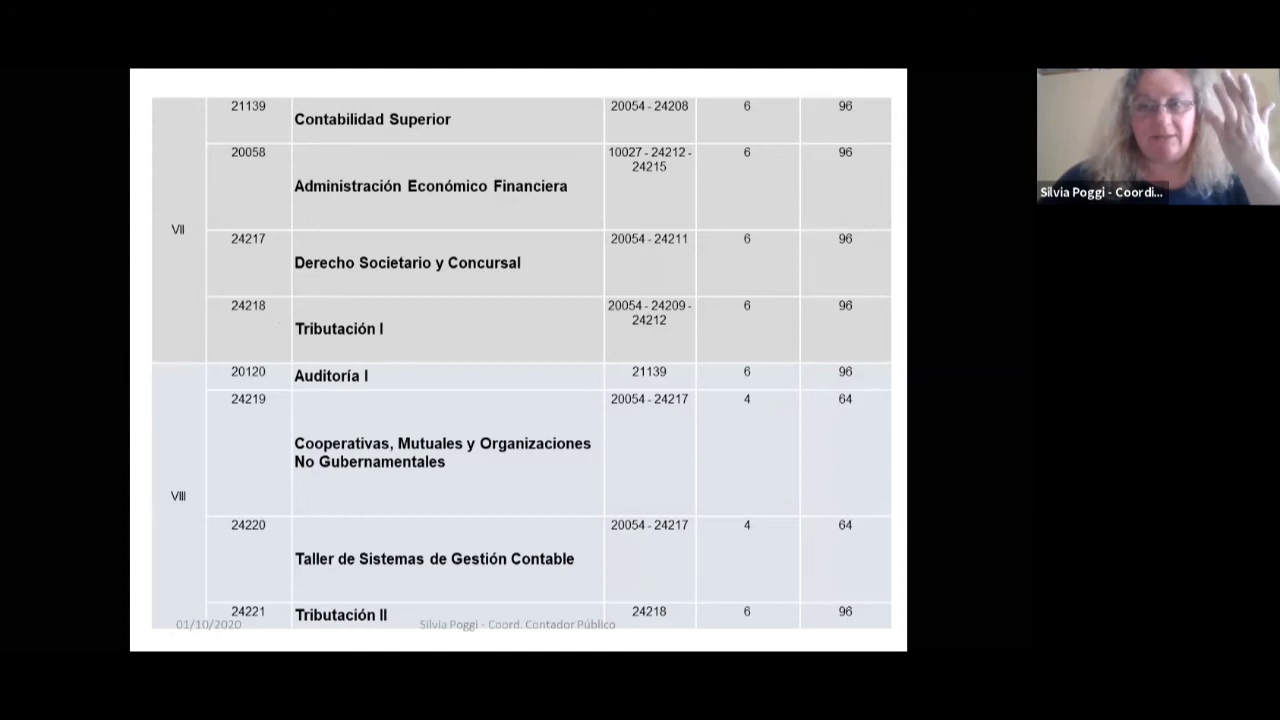 21139 Contabilidad Superior 20054 - 24208 6 96
20058 Administración Económico Financiera 10027 - 24212 -
24215 6 96
VII
24217 Derecho Societario y Concursal 20054 - 24211 6 96
24218 Tributación I 20054 - 24209 -
24212 6 96
20120 Auditoría I 21139 6 96
24219 Cooperativas, Mutuales y Organizaciones
No Gubernamentales 20054 - 24217 4 64
VIII
24220 Taller de Sistemas de Gestión Contable 20054 - 24217 4 64
24221 Tributación II 24218 6 96
01/10/2020 Silvia Poggi - Coord. Contador Público
Silvia Poggi - Coordi...